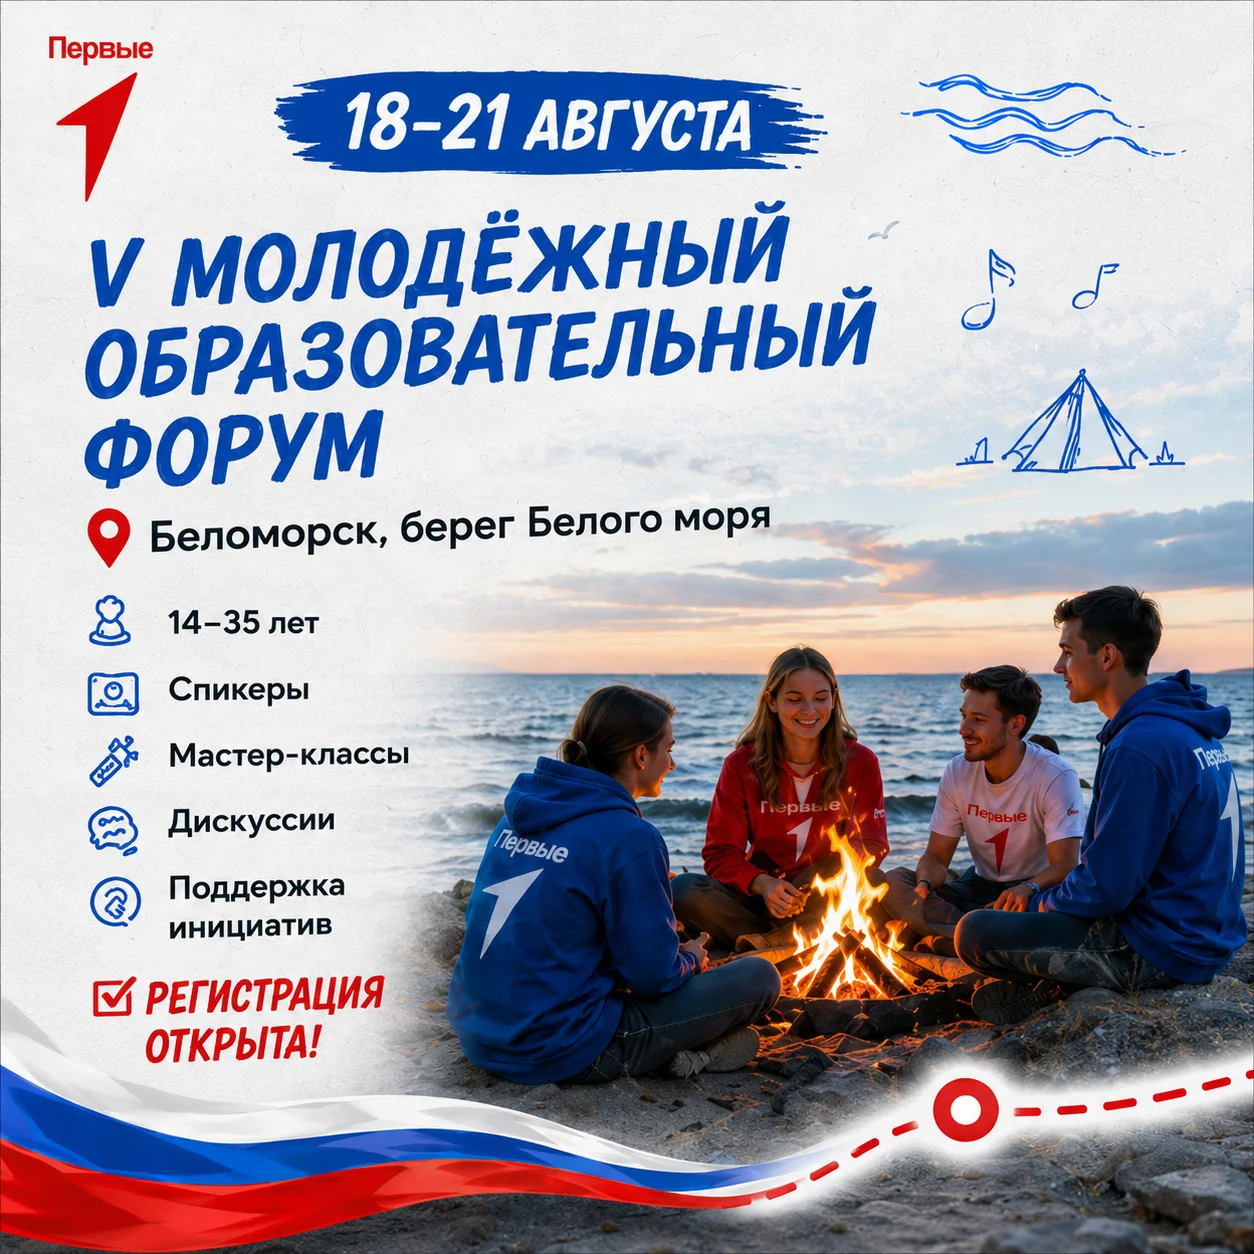 Первые
18–21 АВГУСТА
V МОЛОДЁЖНЫЙ
ОБРАЗОВАТЕЛЬНЫЙ
ФОРУМ
Беломорск, берег Белого моря
14–35 лет
Спикеры
Мастер-классы
Дискуссии
Поддержка
инициатив
РЕГИСТРАЦИЯ
ОТКРЫТА!
Первые
Первые
Первые